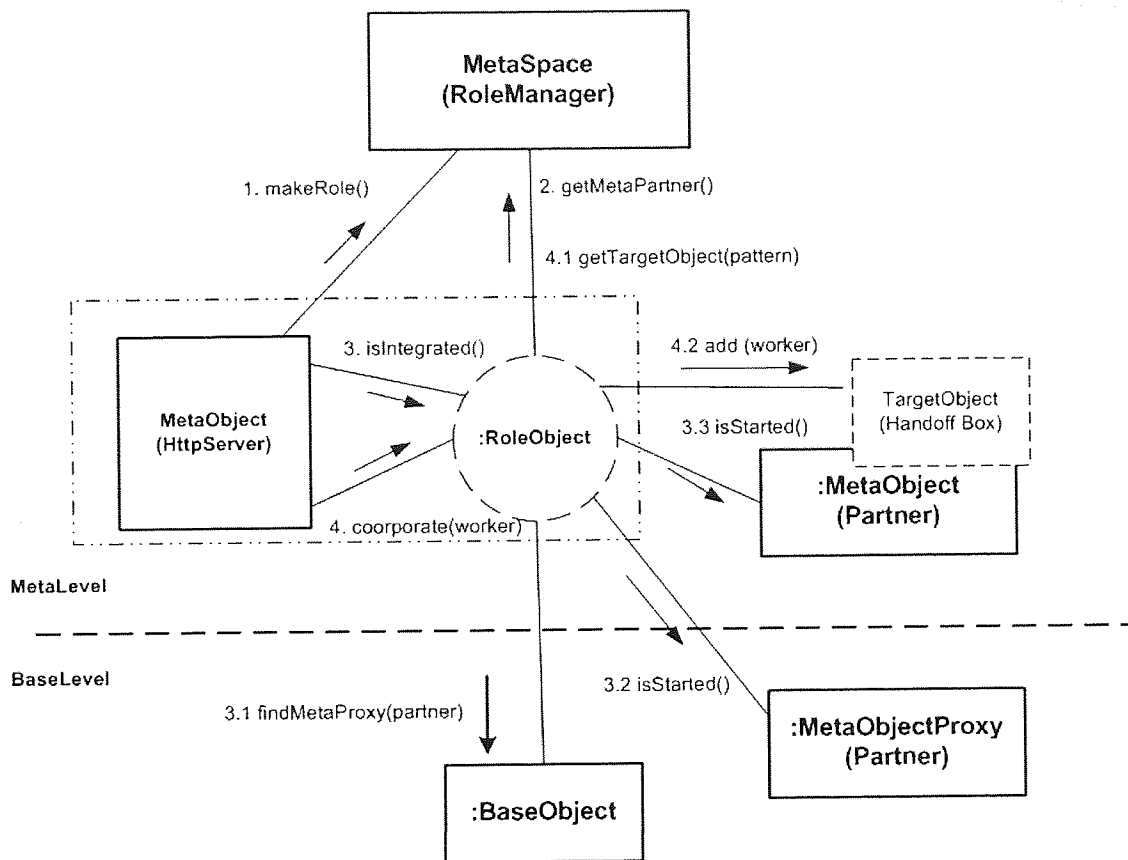 MetaSpace
(RoleManager)
1. makeRole()
2. getMetaPartner()
4.1 getTargetObject(pattern)
3. isIntegrated()
4.2 add (worker)
MetaObject
(HttpServer)
:RoleObject
TargetObject
(Handoff Box)
3.3 isStarted()
:MetaObject
(Partner)
4. coorporate(worker)
MetaLevel
BaseLevel
3.2 isStarted()
3.1 findMetaProxy(partner)
:MetaObjectProxy
(Partner)
:BaseObject